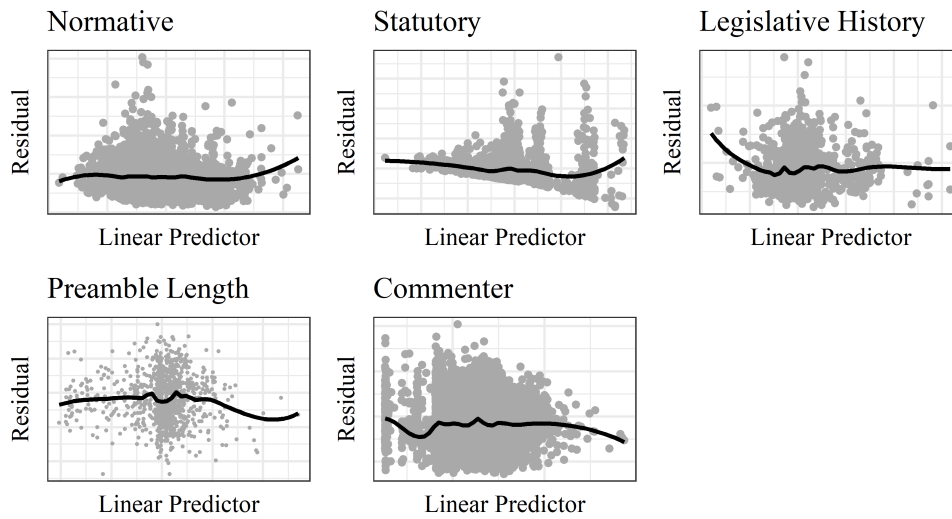 Normative
Statutory
Legislative History
Residual
Residual
Residual
Linear Predictor
Linear Predictor
Linear Predictor
Preamble Length
Commenter
Residual
Residual
Linear Predictor
Linear Predictor